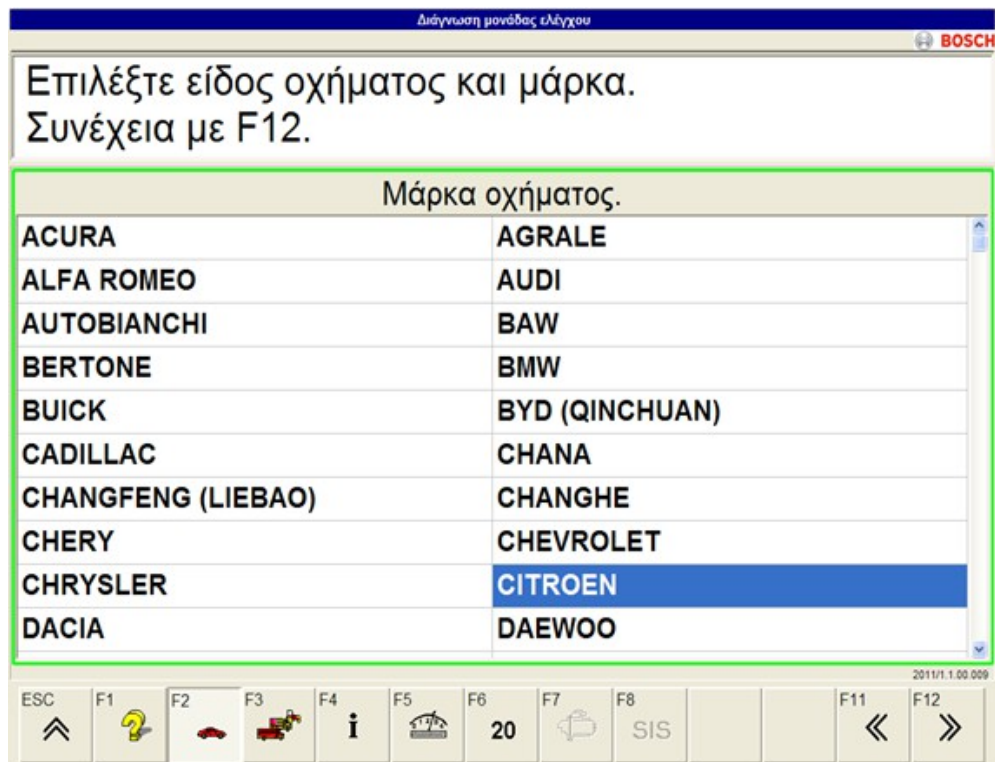 Διάγνωση μονάδας ελέγχου
BOSCH
Επιλέξτε είδος οχήματος και μάρκα.
Συνέχεια με F12.
Μάρκα οχήματος.
ACURA AGRALE
ALFA ROMEO AUDI
AUTOBIANCHI BAW
BERTONE BMW
BUICK BYD (QINCHUAN)
CADILLAC CHANA
CHANGFENG (LIEBAO) CHANGHE
CHERY CHEVROLET
CHRYSLER CITROEN
DACIA DAEWOO
2011/1.1.00.009
ESC F1 F2 F3 F4 F5 F6 F7 F8 F11 F12
i 20 SIS